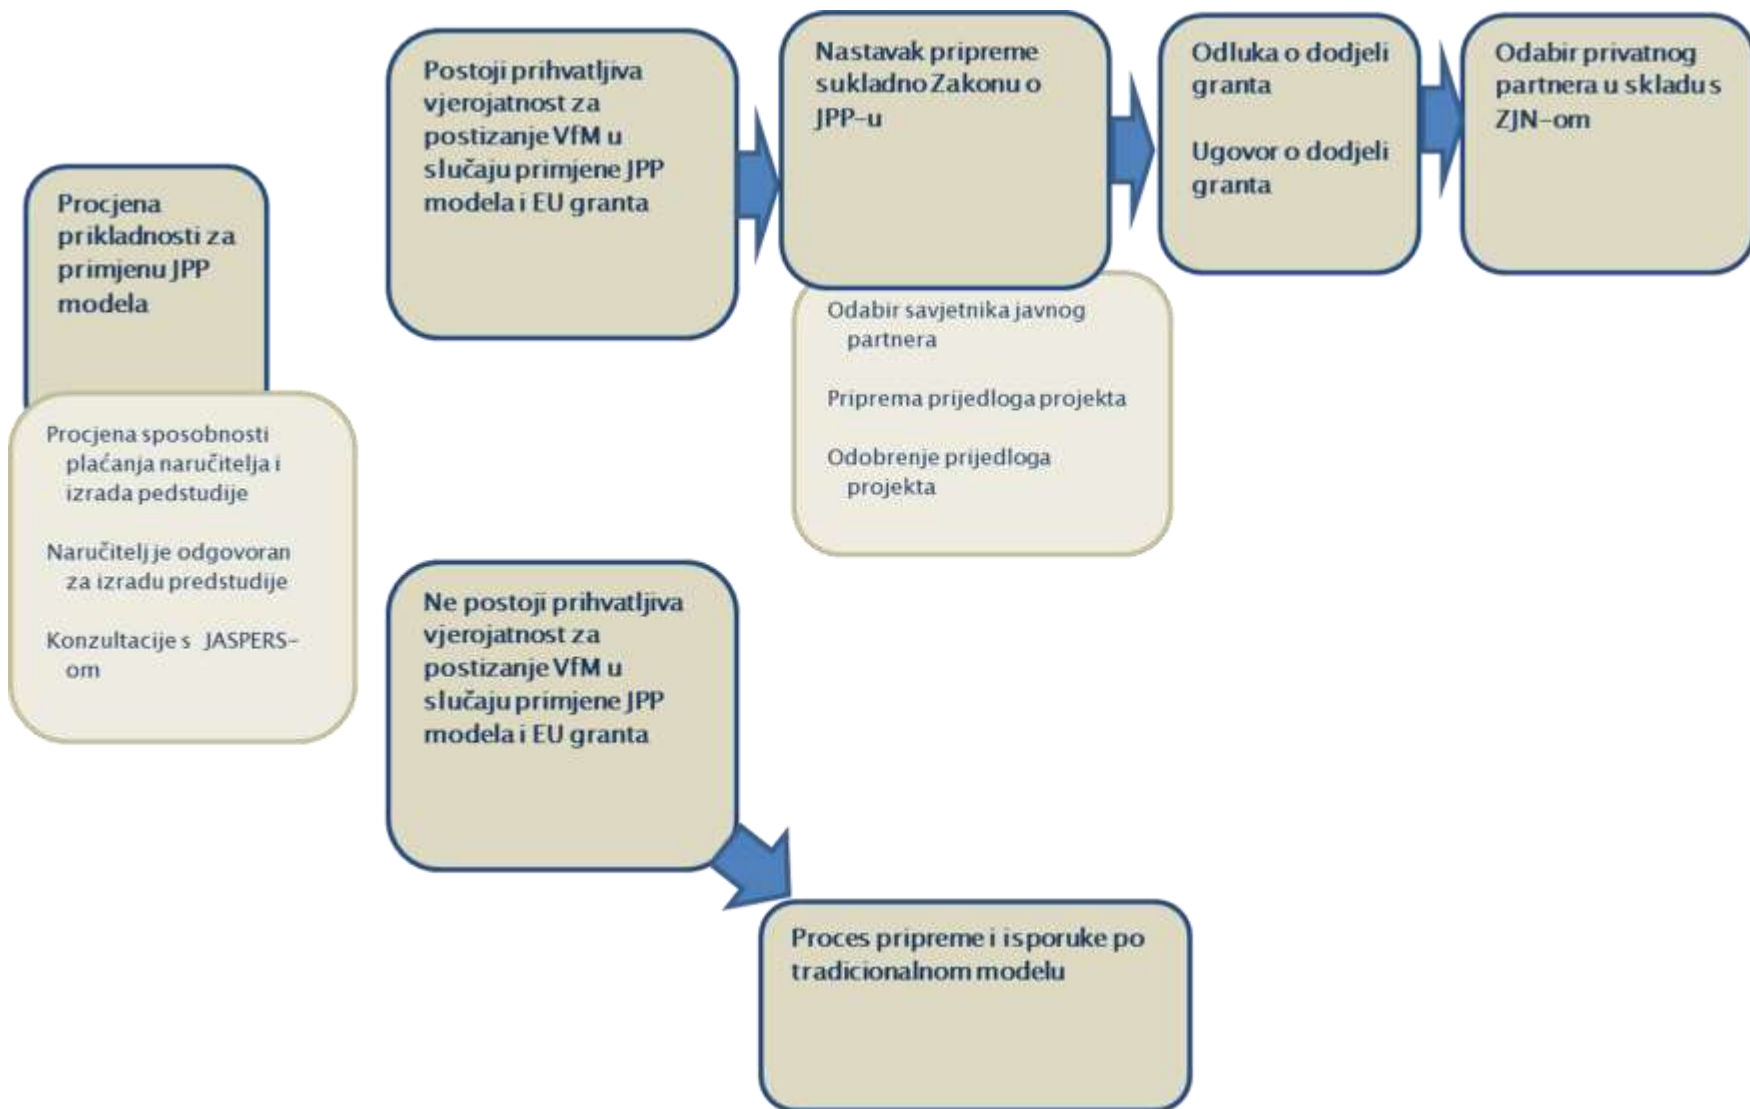 Procjena
prikladnosti za
primjenu JPP
modela
Procjena sposobnosti
plaćanja naručitelja i
izrada pedstudije
Naručitelj je odgovoran
za izradu predstudije
Konzultacije s JASPERS-
om
Postoji prihvatljiva
vjerojatnost za
postizanje VfM u
slučaju primjene JPP
modela i EU granta
Nastavak pripreme
sukladno Zakonu o
JPP-u
Odabir savjetnika javnog
partnera
Priprema prijedloga projekta
Odobrenje prijedloga
projekta
Odluka o dodjeli
granta
Ugovor o dodjeli
granta
Odabir privatnog
partnera u skladu s
ZJN-om
Ne postoji prihvatljiva
vjerojatnost za
postizanje VfM u
slučaju primjene JPP
modela i EU granta
Proces pripreme i isporuke po
tradicionalnom modelu